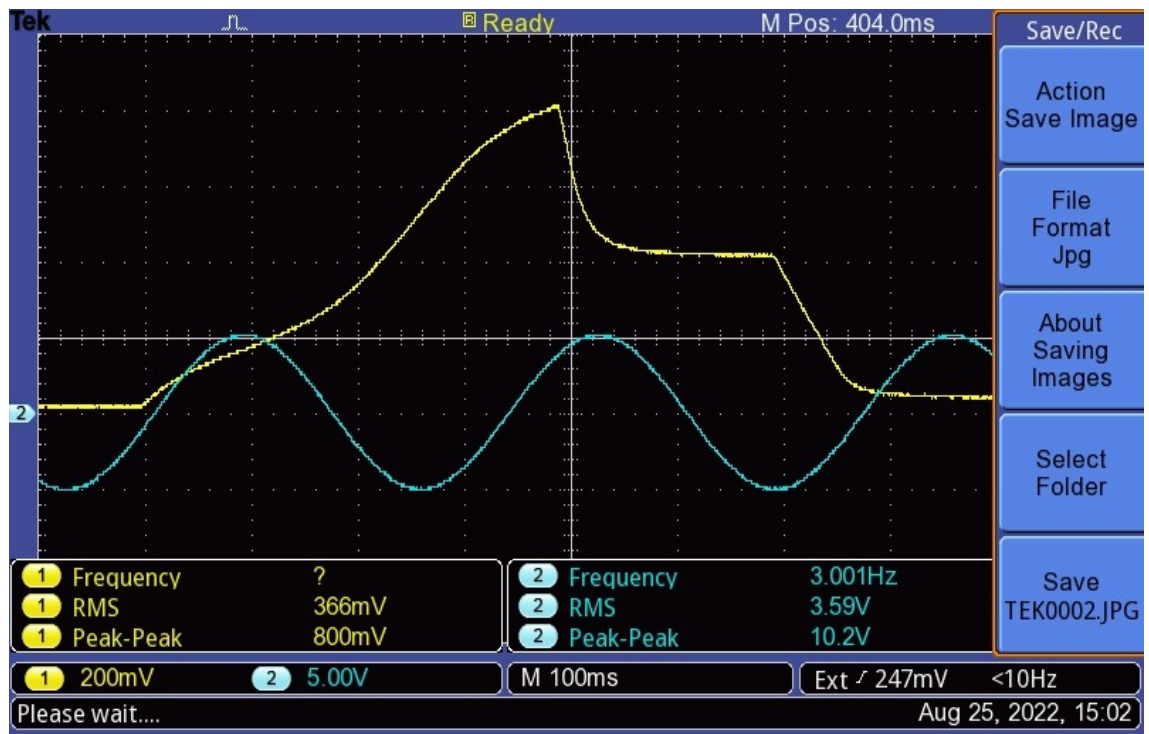 Tek
R Ready
M Pos: 404.0ms
Save/Rec
Action
Save Image
File
Format
Jpg
About
Saving
Images
Select
Folder
Save
TEK0002.JPG
2
1 Frequency ?
1 RMS 366mV
1 Peak-Peak 800mV
2 Frequency 3.001Hz
2 RMS 3.59V
2 Peak-Peak 10.2V
1 200mV 2 5.00V M 100ms Ext 247mV <10Hz
Please wait.... Aug 25, 2022, 15:02